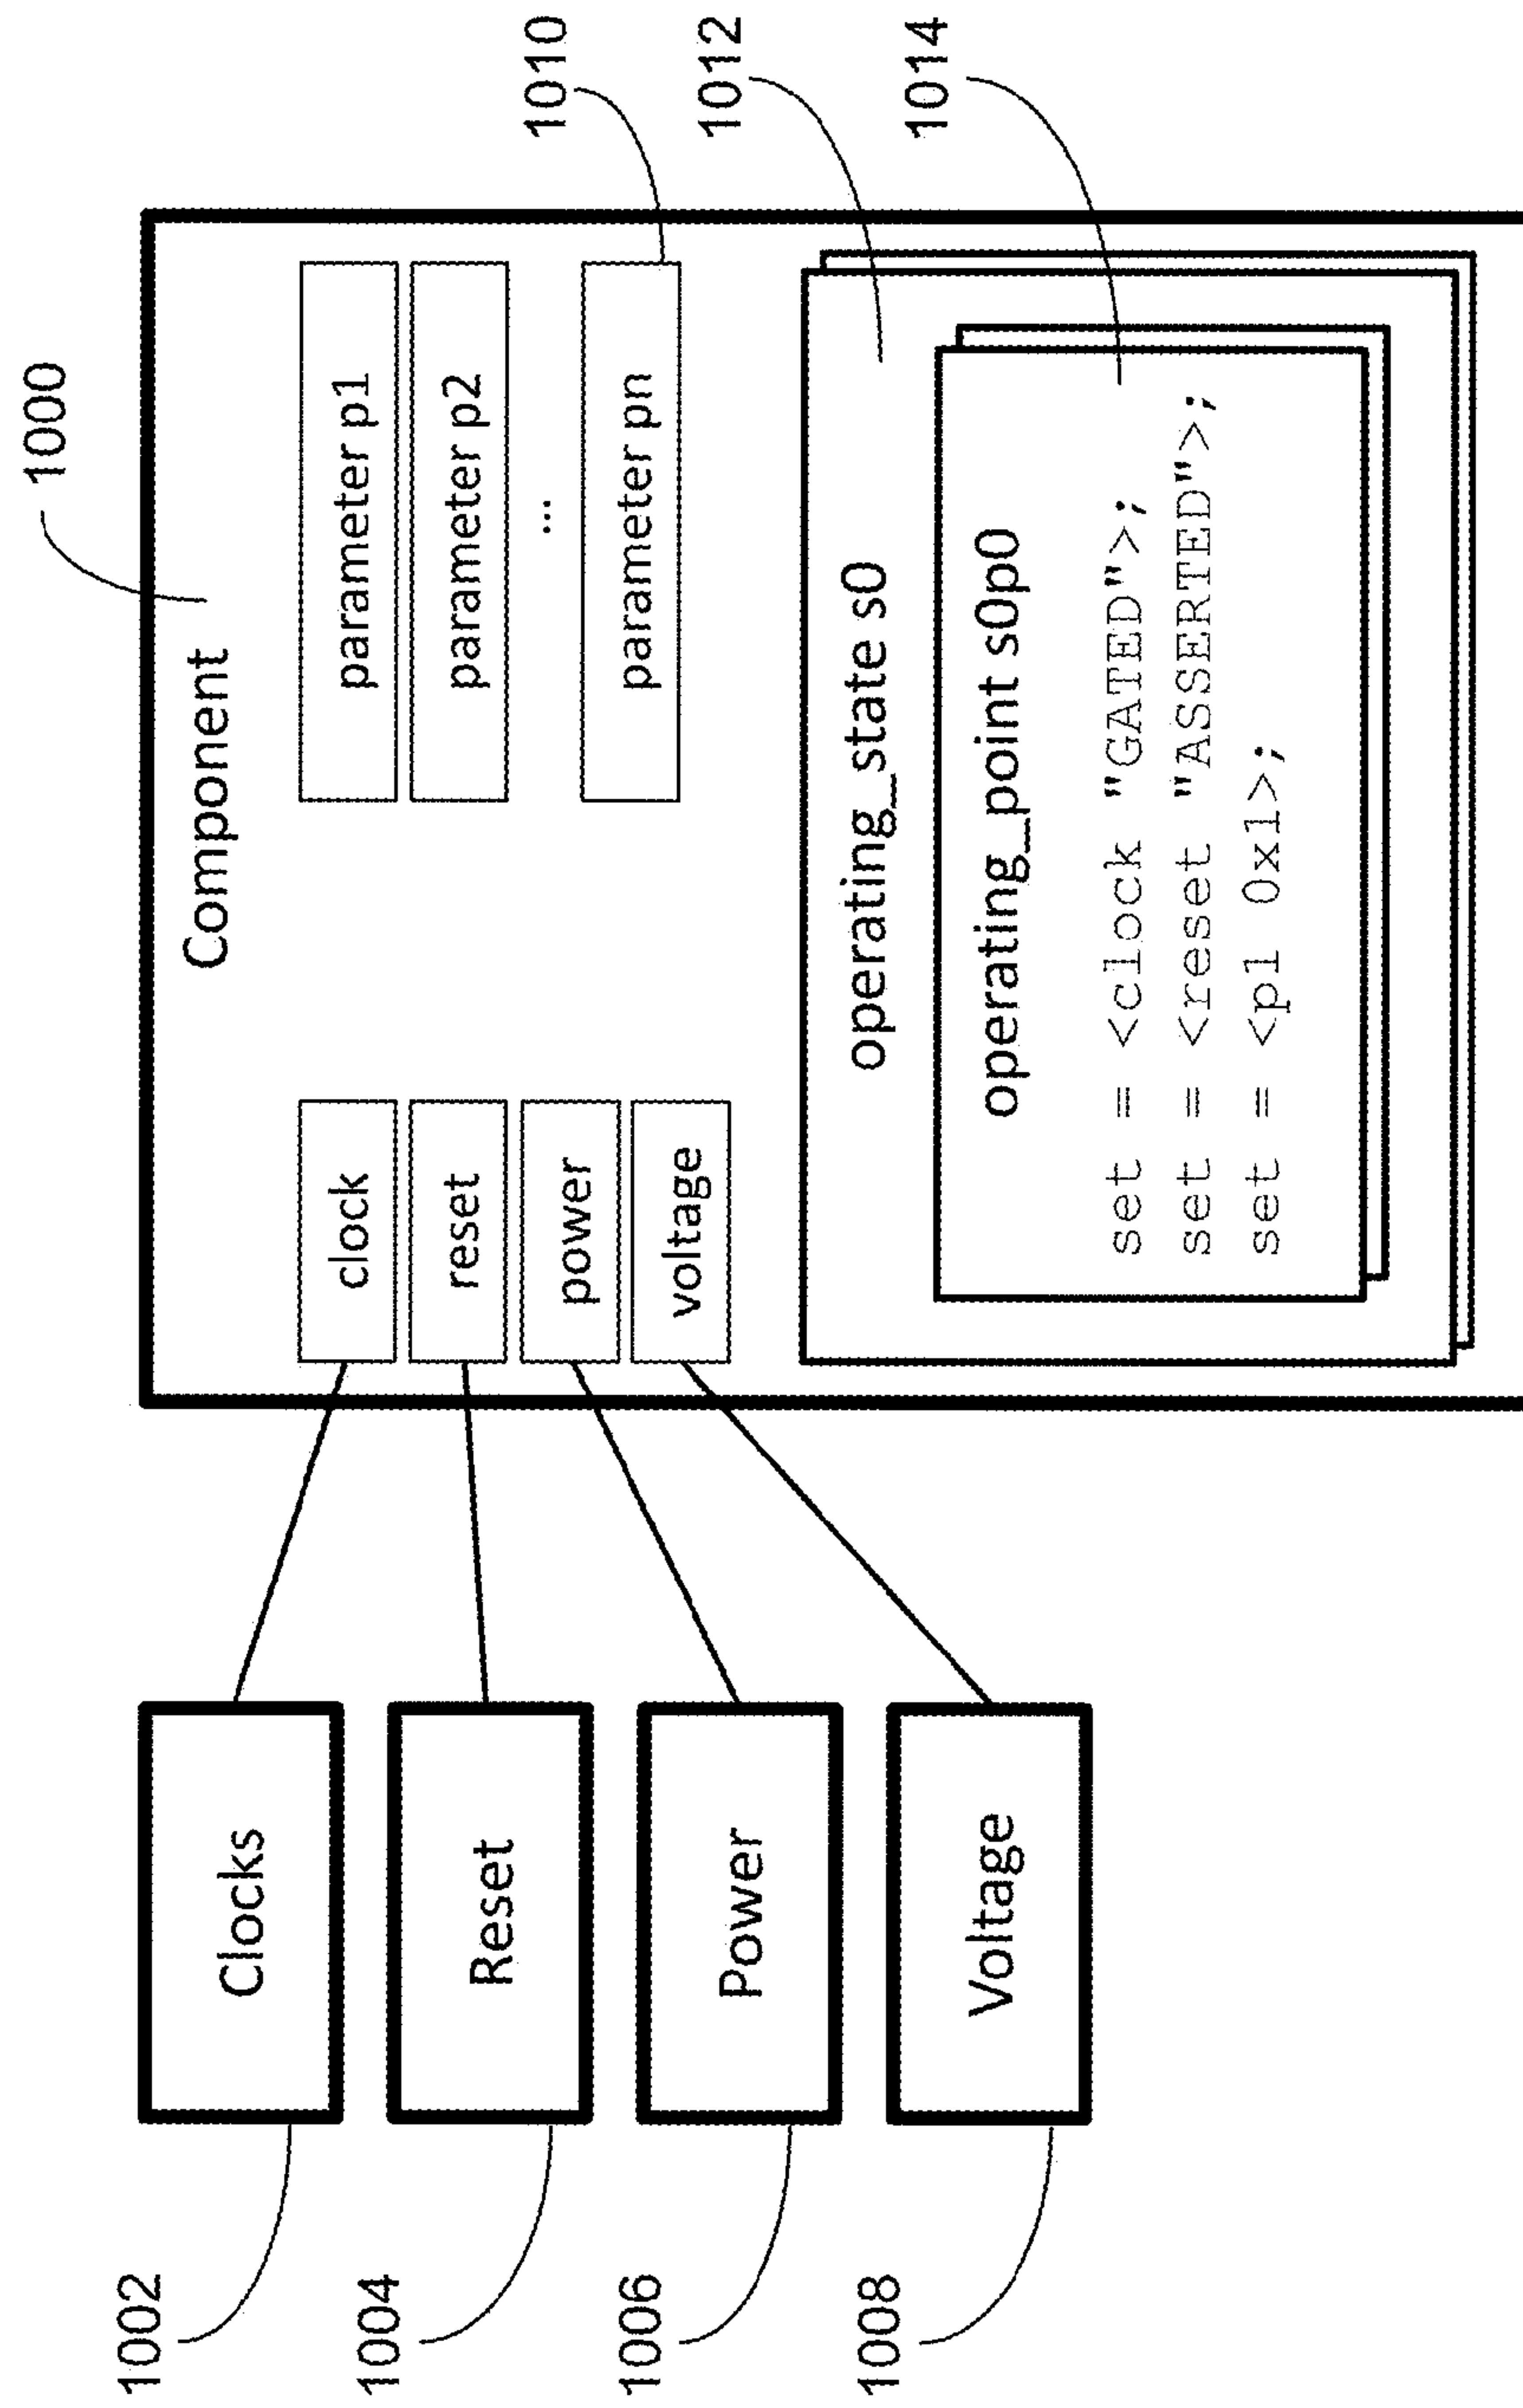 1000
Component
1002
Clocks
clock
parameter p1
1004
Reset
reset
parameter p2
...
1010
1006
Power
power
parameter pn
1008
Voltage
voltage
1012
operating_state s0
1014
operating_point s0p0
set = <clock "GATED">;
set = <reset "ASSERTED">;
set = <p1 0x1>;